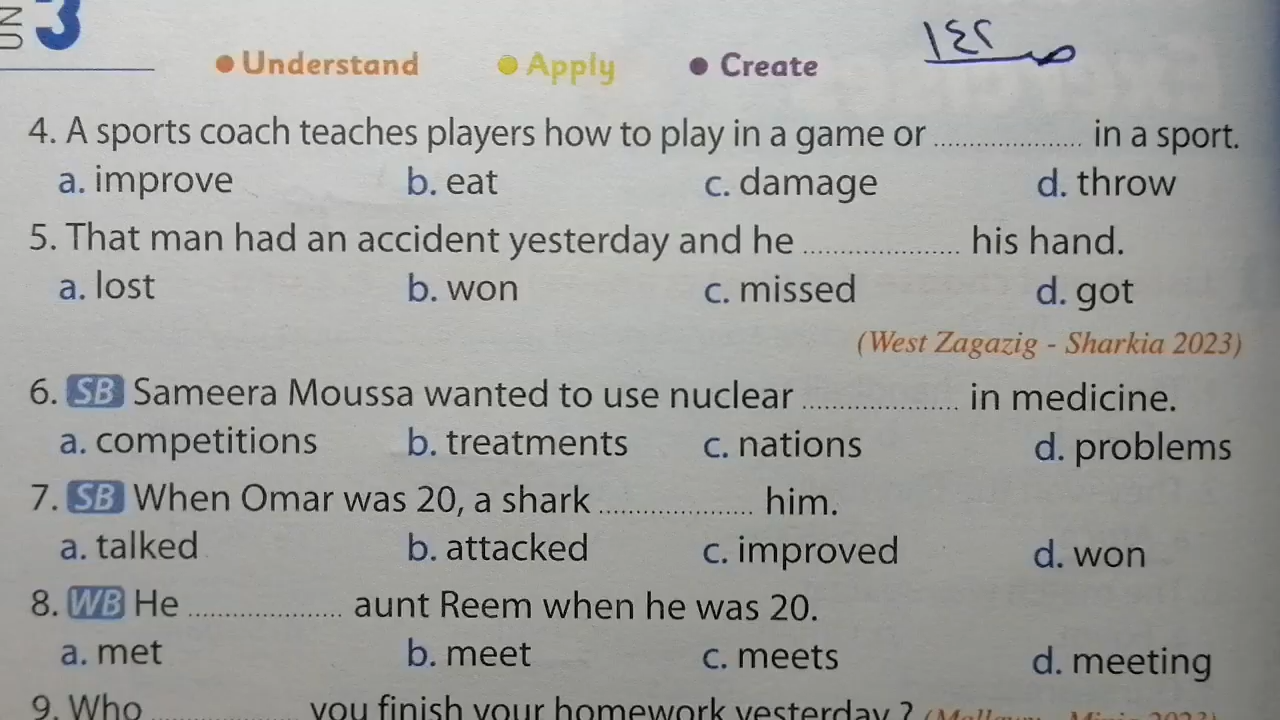 UN 3
Understand Apply Create صـ ١٤٢
4. A sports coach teaches players how to play in a game or .................... in a sport.
a. improve b. eat c. damage d. throw
5. That man had an accident yesterday and he .................... his hand.
a. lost b. won c. missed d. got
(West Zagazig - Sharkia 2023)
6. SB Sameera Moussa wanted to use nuclear .................... in medicine.
a. competitions b. treatments c. nations d. problems
7. SB When Omar was 20, a shark .................... him.
a. talked b. attacked c. improved d. won
8. WB He .................... aunt Reem when he was 20.
a. met b. meet c. meets d. meeting
9. Who .................... you finish your homework yesterday ?